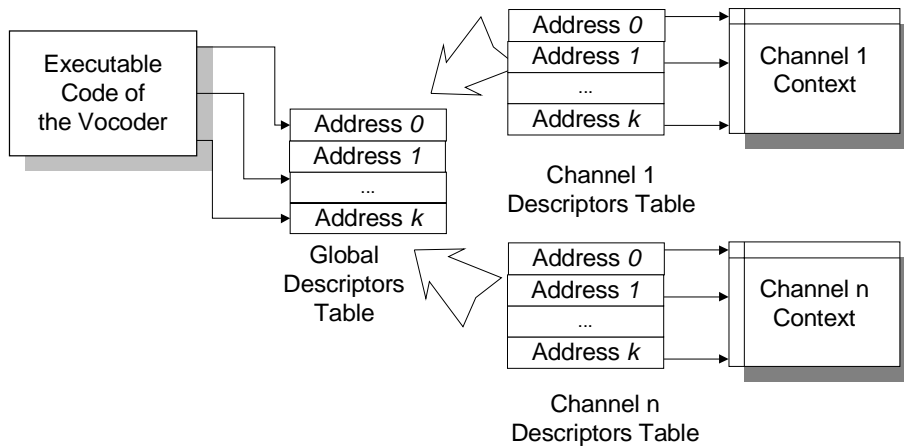 Executable
Code of
the Vocoder
Address 0
Address 1
...
Address k
Global
Descriptors
Table
Address 0
Address 1
...
Address k
Channel 1
Descriptors Table
Channel 1
Context
Address 0
Address 1
...
Address k
Channel n
Descriptors Table
Channel n
Context